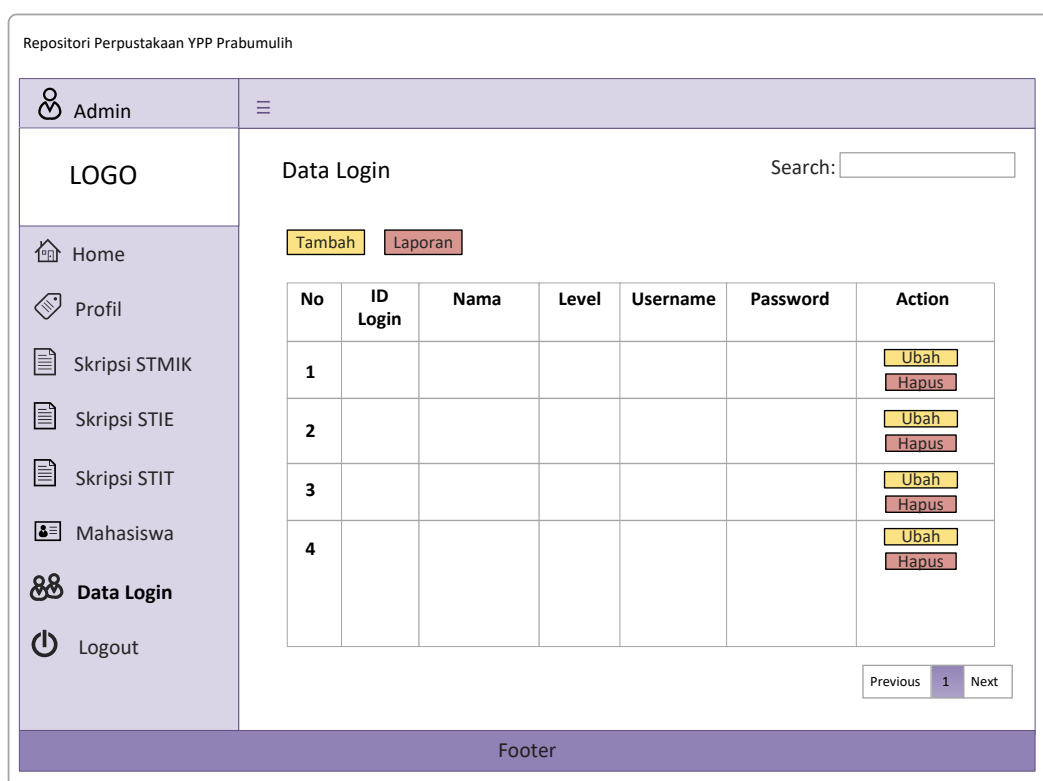 Repositori Perpustakaan YPP Prabumulih
Admin
LOGO
Home
Profil
Skripsi STMIK
Skripsi STIE
Skripsi STIT
Mahasiswa
Data Login
Logout
Data Login
Search:
Tambah Laporan
No ID Login Nama Level Username Password Action
1 Ubah
Hapus
2 Ubah
Hapus
3 Ubah
Hapus
4 Ubah
Hapus
Previous 1 Next
Footer